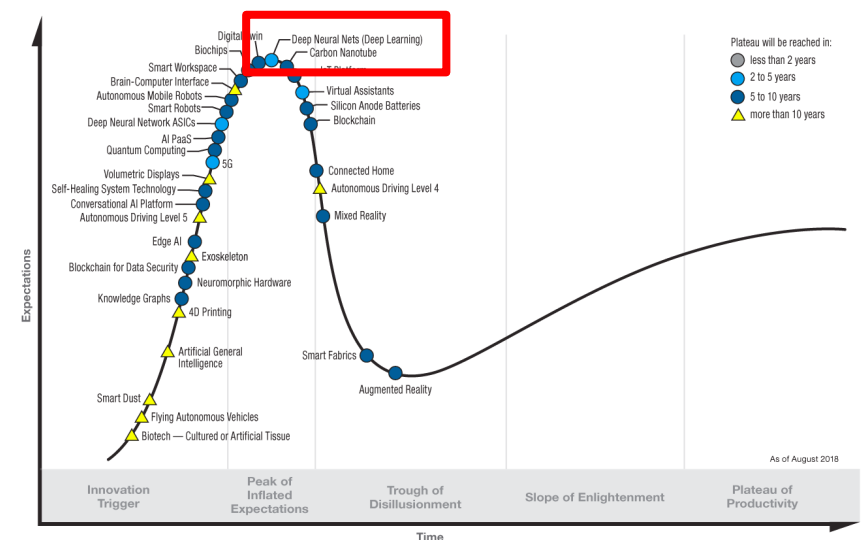 Plateau will be reached in:
less than 2 years
2 to 5 years
5 to 10 years
more than 10 years
Digital
win
Biochips
Smart Workspace
Brain-Computer Interface
Autonomous Mobile Robots
Smart Robots
Deep Neural Network ASICs
AI PaaS
Quantum Computing
5G
Volumetric Displays
Self-Healing System Technology
Conversational AI Platform
Autonomous Driving Level 5
Edge AI
Exoskeleton
Blockchain for Data Security
Neuromorphic Hardware
Knowledge Graphs
4D Printing
Artificial General
Intelligence
Smart Dust
Flying Autonomous Vehicles
Biotech — Cultured or Artificial Tissue
Deep Neural Nets (Deep Learning)
Carbon Nanotube
Virtual Assistants
Silicon Anode Batteries
Blockchain
Connected Home
Autonomous Driving Level 4
Mixed Reality
Smart Fabrics
Augmented Reality
As of August 2018
Expectations
Innovation
Trigger
Peak of
Inflated
Expectations
Trough of
Disillusionment
Slope of Enlightenment
Plateau of
Productivity
Time